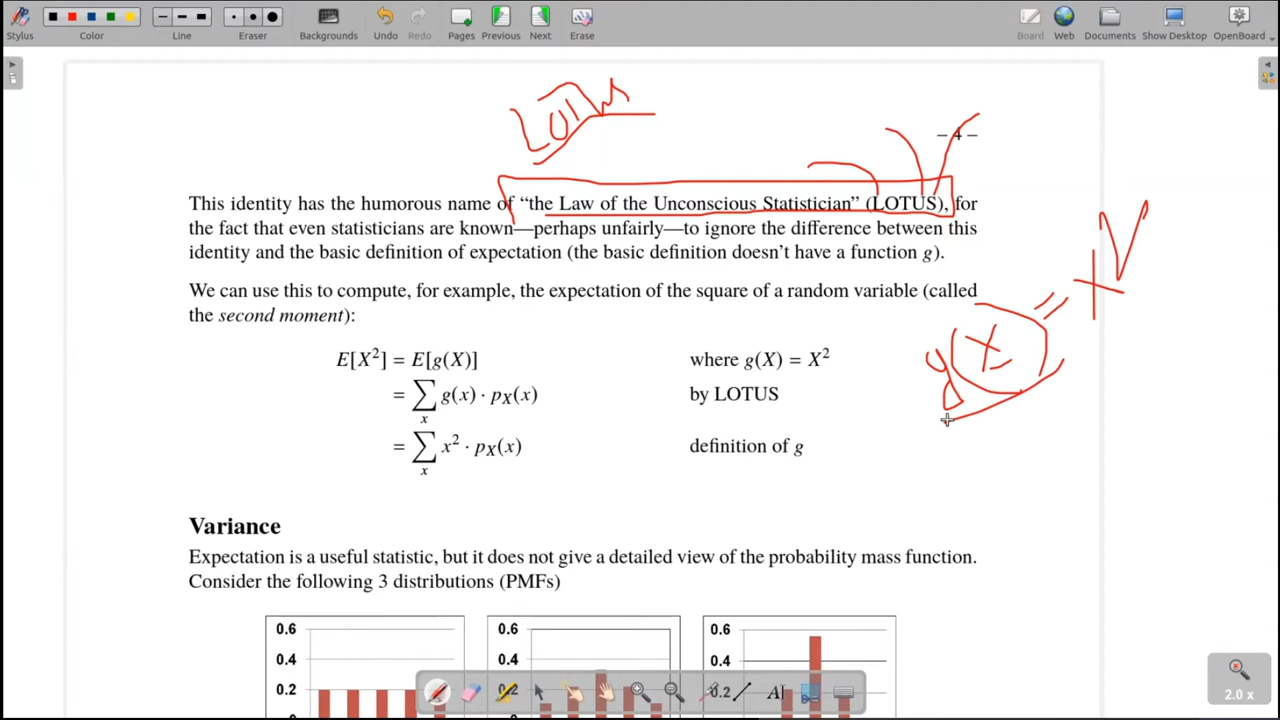 Stylus Color Line Eraser Backgrounds Undo Redo Pages Previous Next Erase Board Web Documents Show Desktop OpenBoard
LOTUS
– 4 –
This identity has the humorous name of “the Law of the Unconscious Statistician” (LOTUS), for
the fact that even statisticians are known—perhaps unfairly—to ignore the difference between this
identity and the basic definition of expectation (the basic definition doesn’t have a function g).
We can use this to compute, for example, the expectation of the square of a random variable (called
the second moment):
g(x) = x
E[X²] = E[g(X)] where g(X) = X²
= ∑ₓ g(x) · pX(x) by LOTUS
= ∑ₓ x² · pX(x) definition of g
Variance
Expectation is a useful statistic, but it does not give a detailed view of the probability mass function.
Consider the following 3 distributions (PMFs)
0.6 0.6 0.6
0.4 0.4 0.4
0.2 0.2 0.2
0 0 0
2.0 x